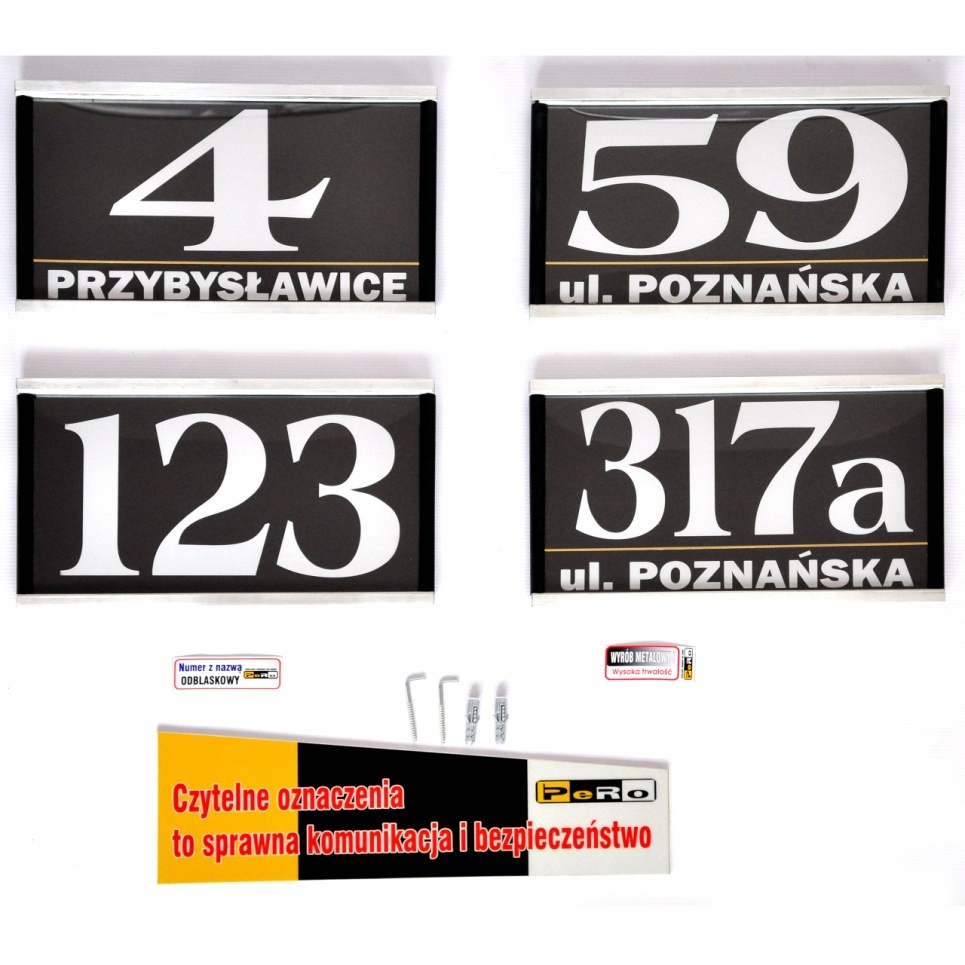 4
PRZYBYSŁAWICE
59
ul. POZNAŃSKA
123
317a
ul. POZNAŃSKA
Numer z nazwą
ODBLASKOWY
PeRo
WYRÓB METALOWY
Wysoka trwałość
Czytelne oznaczenia
to sprawna komunikacja i bezpieczeństwo
PeRo